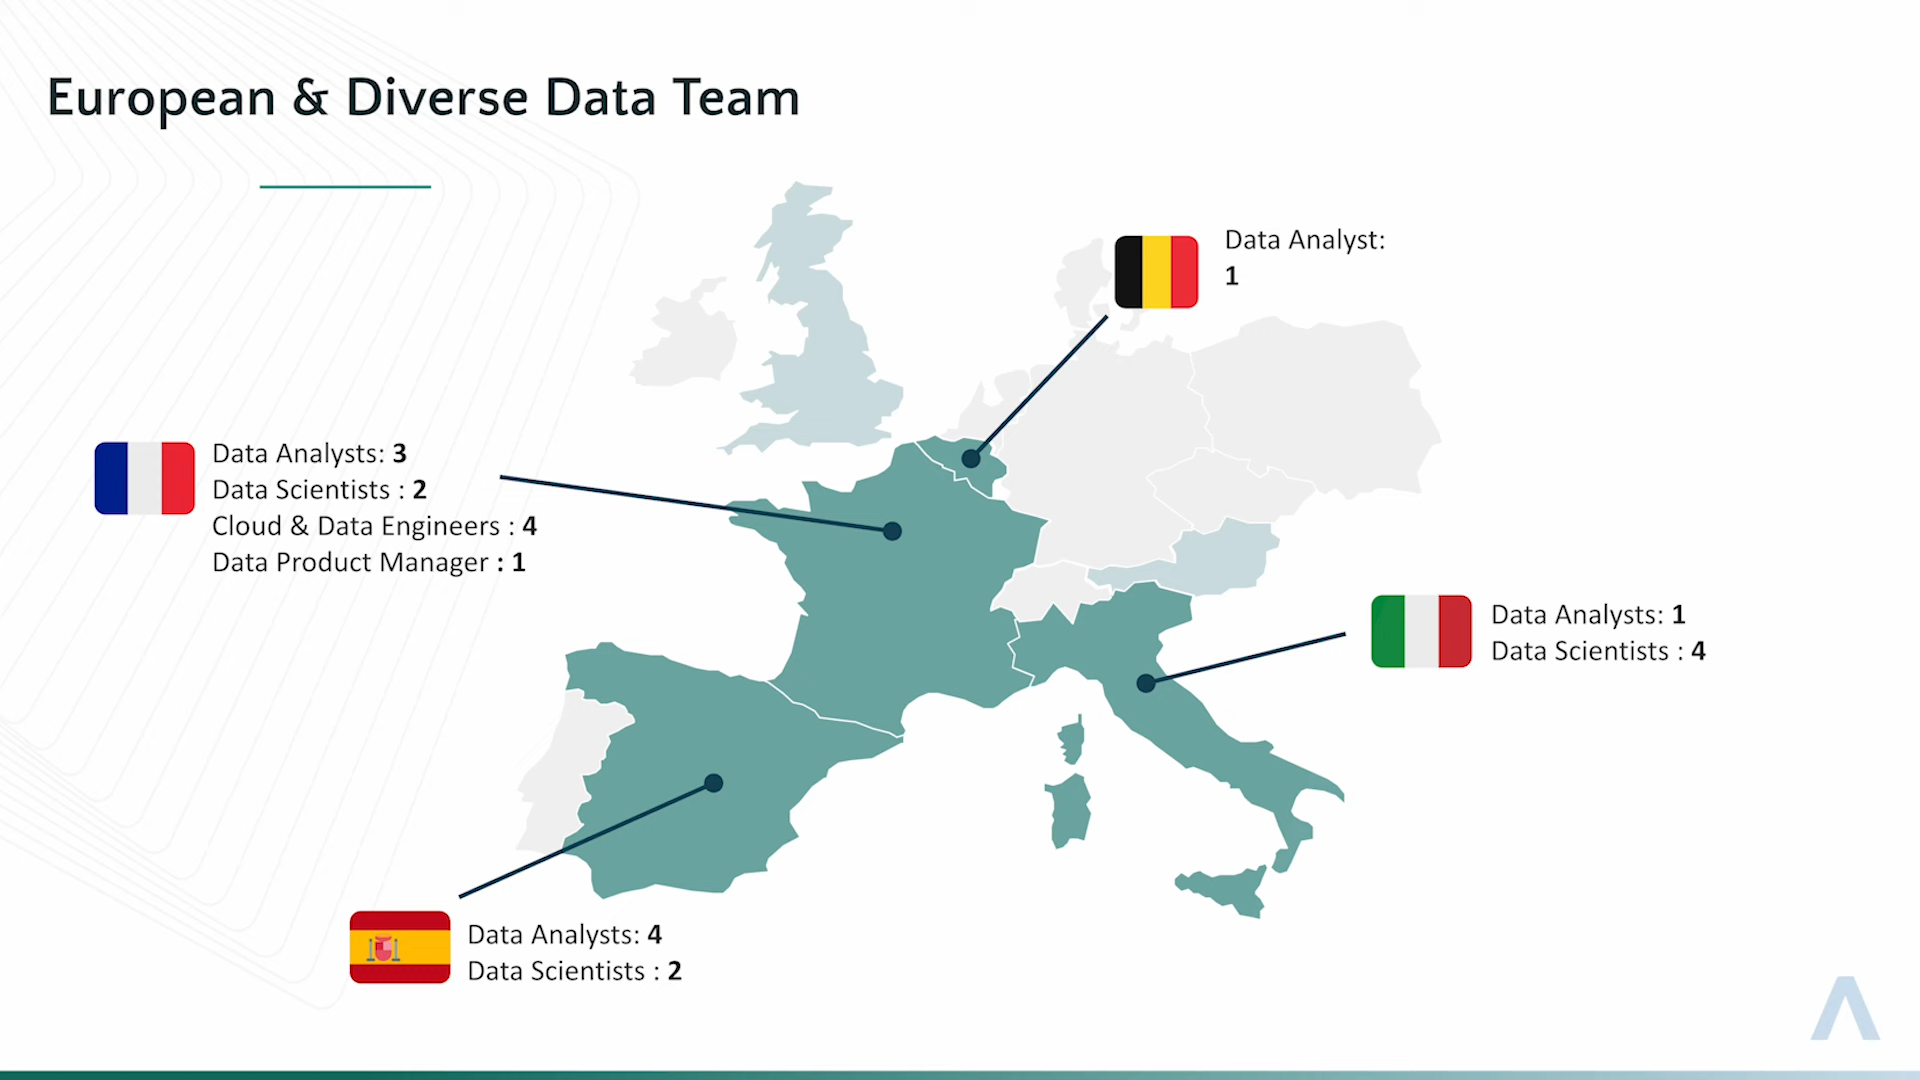 European & Diverse Data Team
Data Analyst:
1
Data Analysts: 3
Data Scientists : 2
Cloud & Data Engineers : 4
Data Product Manager : 1
Data Analysts: 1
Data Scientists : 4
Data Analysts: 4
Data Scientists : 2